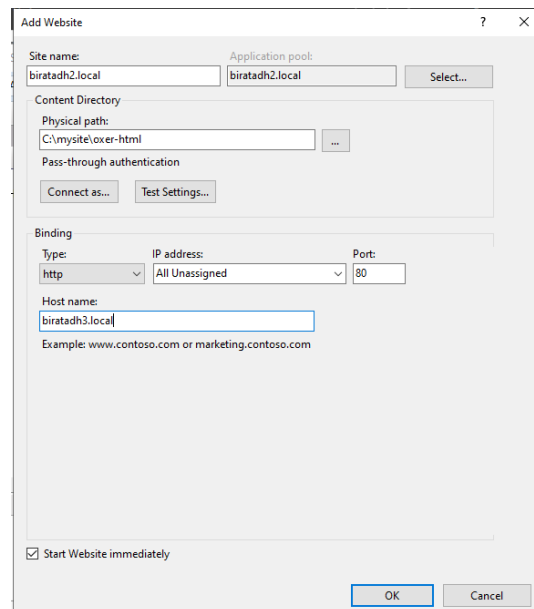 Add Website
?
Site name:
Application pool:
biratadh2.local
biratadh2.local
Select...
Content Directory
Physical path:
C:\mysite\oxer-html
...
Pass-through authentication
Connect as...
Test Settings...
Binding
Type:
IP address:
Port:
http
All Unassigned
80
Host name:
biratadh3.local
Example: www.contoso.com or marketing.contoso.com
Start Website immediately
OK
Cancel